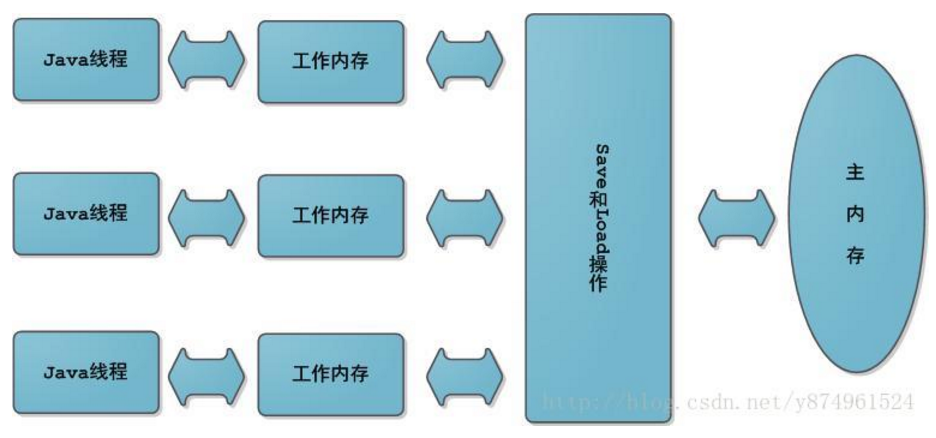 Java线程
工作内存
Java线程
工作内存
Java线程
工作内存
Save和Load操作
主内存
http://blog.csdn.net/y874961524